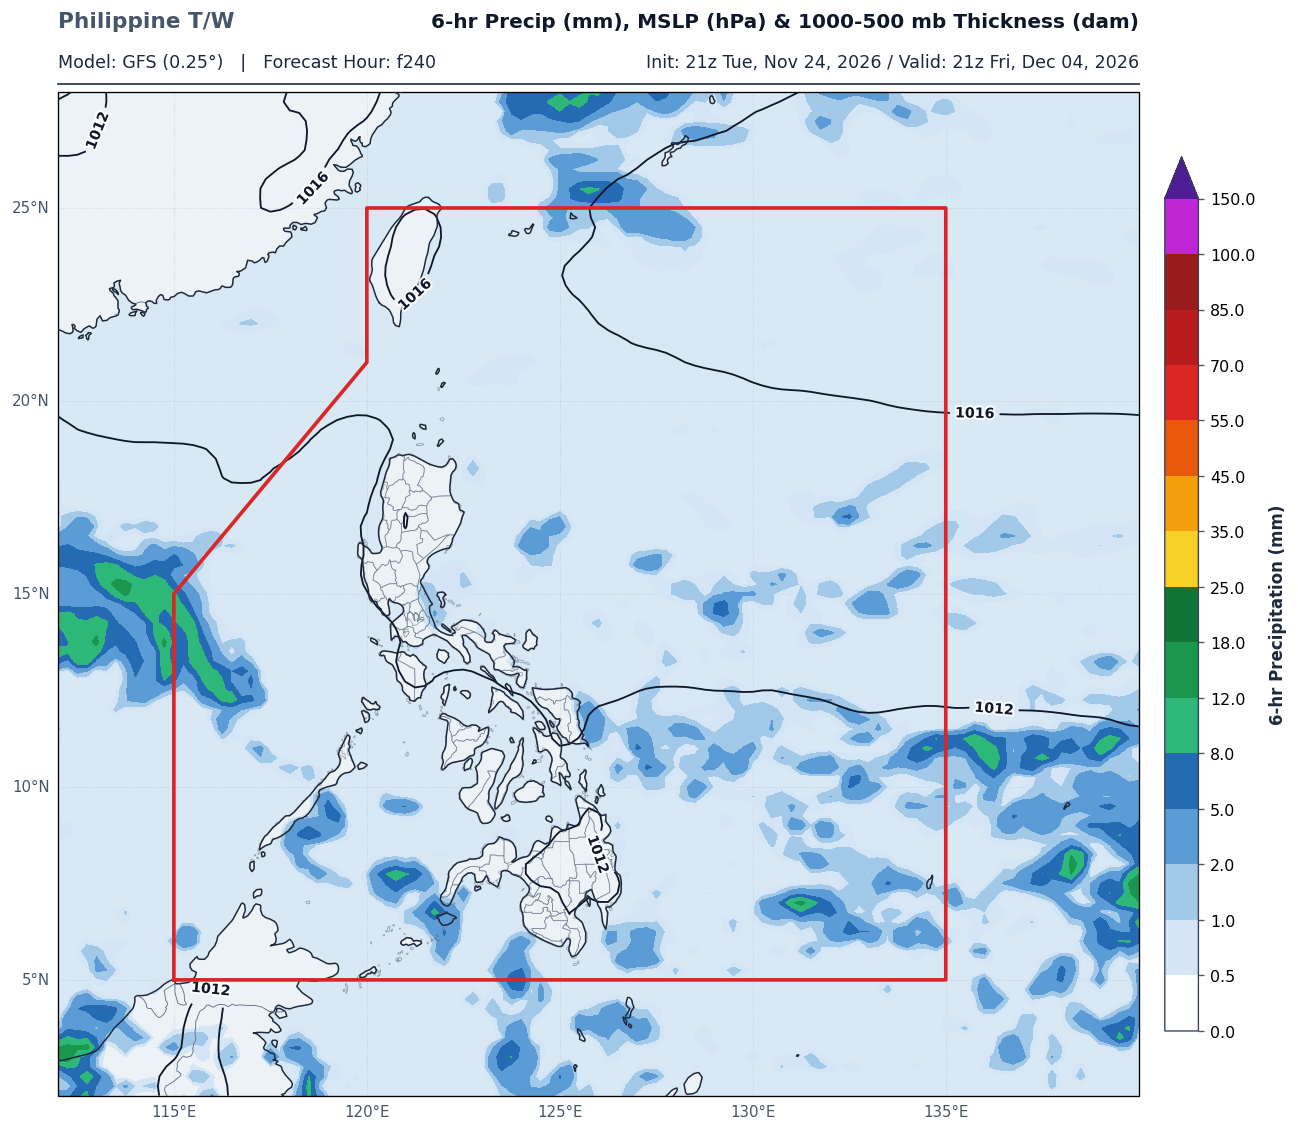 Philippine T/W
6-hr Precip (mm), MSLP (hPa) & 1000-500 mb Thickness (dam)
Model: GFS (0.25°) | Forecast Hour: f240
Init: 21z Tue, Nov 24, 2026 / Valid: 21z Fri, Dec 04, 2026
1012
1016
1016
1016
1012
1012
1012
25°N
20°N
15°N
10°N
5°N
115°E
120°E
125°E
130°E
135°E
150.0
100.0
85.0
70.0
55.0
45.0
35.0
25.0
18.0
12.0
8.0
5.0
2.0
1.0
0.5
0.0
6-hr Precipitation (mm)